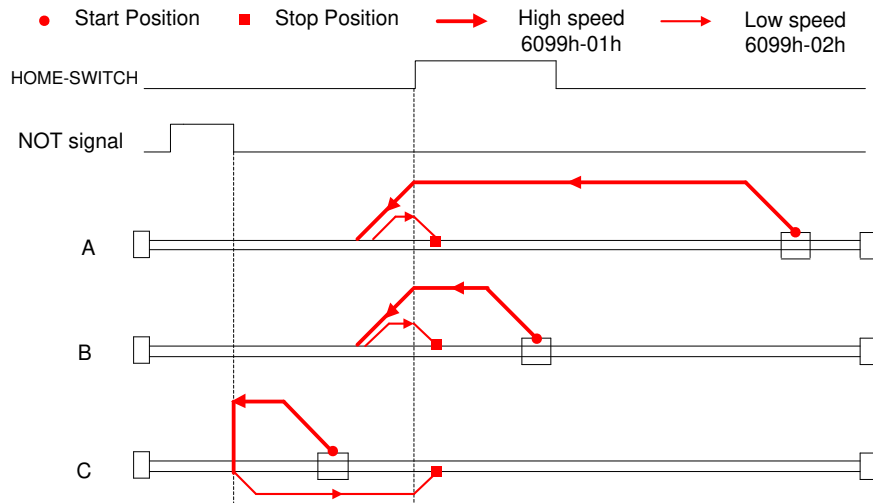 Start Position
Stop Position
High speed
6099h-01h
Low speed
6099h-02h
HOME-SWITCH
NOT signal
A
B
C